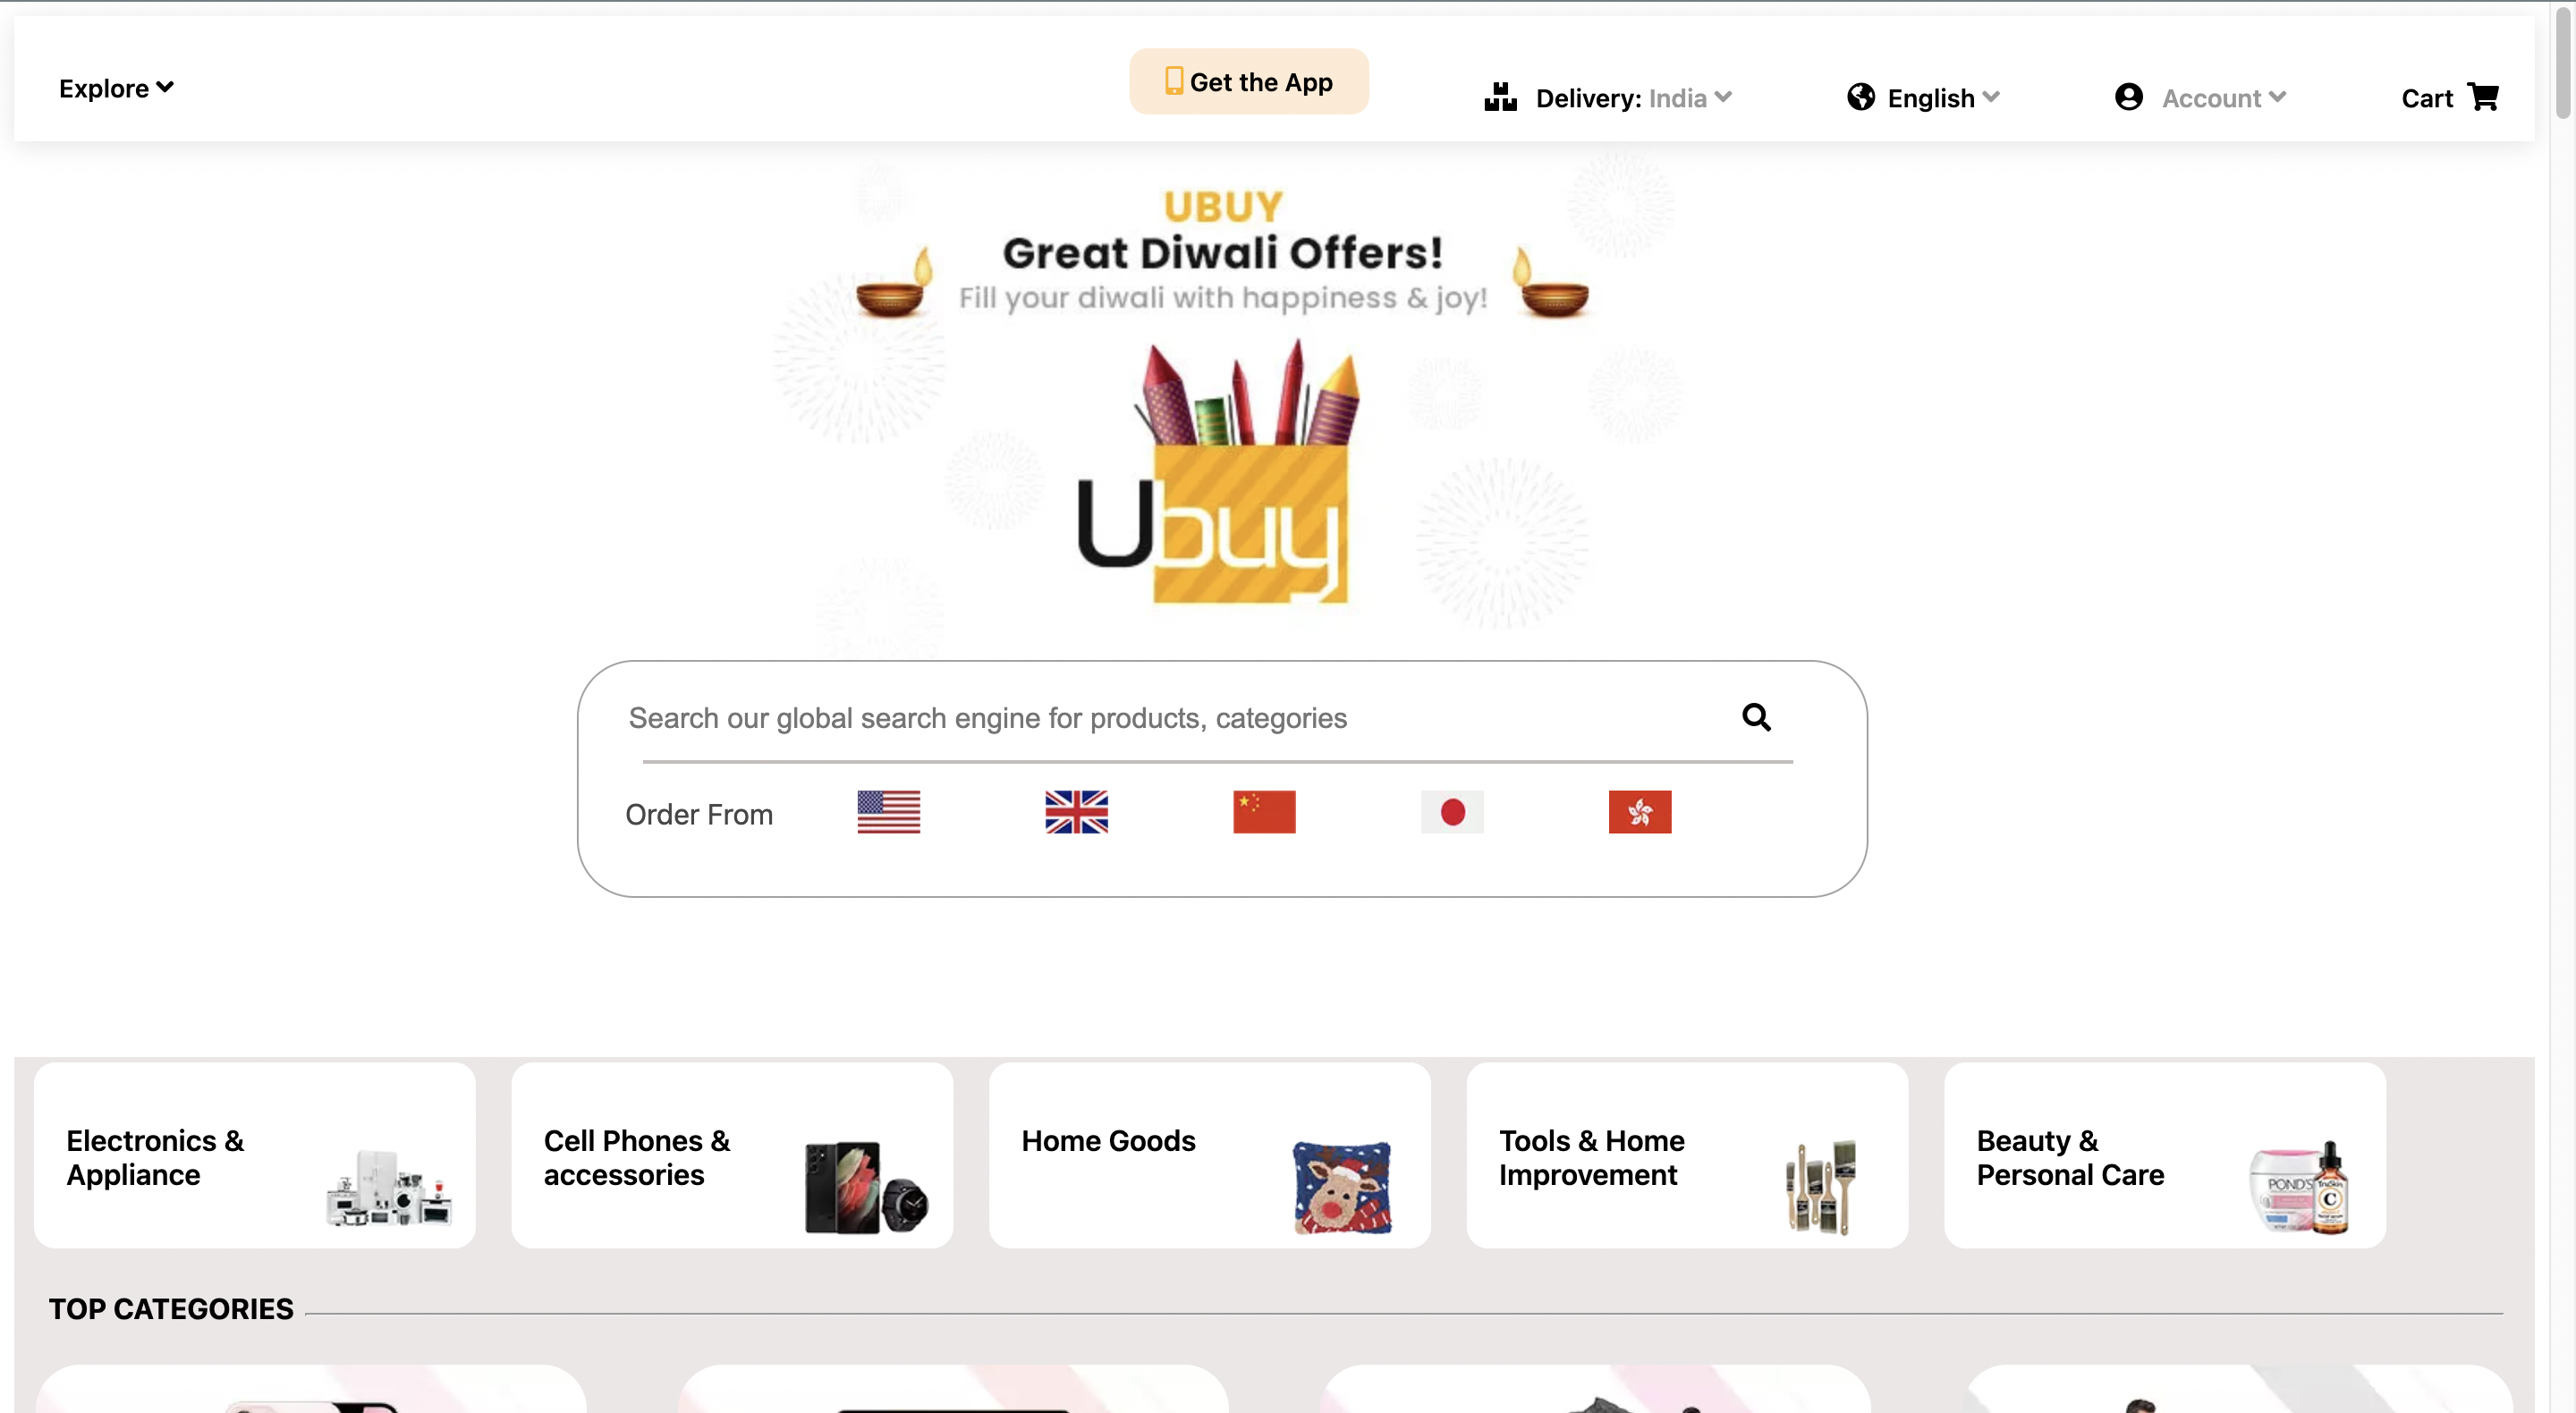 Explore
Get the App
Delivery: India
English
Account
Cart
UBUY
Great Diwali Offers!
Fill your diwali with happiness & joy!
Ubuy
Search our global search engine for products, categories
Order From
Electronics &
Appliance
Cell Phones &
accessories
Home Goods
Tools & Home
Improvement
Beauty &
Personal Care
POND'S
TruSkin
C
TOP CATEGORIES